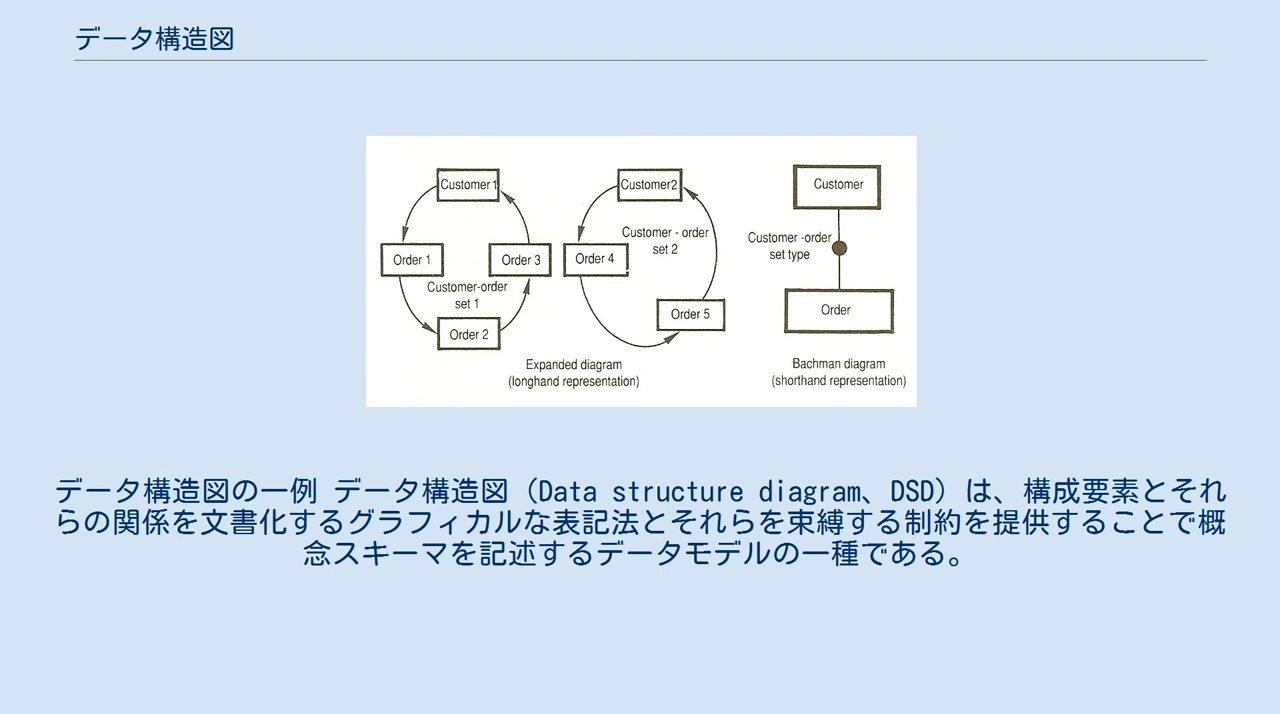 データ構造図
Customer1
Customer2
Customer
Customer - order
set 2
Customer -order
set type
Order 1
Order 3
Order 4
Customer-order
set 1
Order 2
Order 5
Order
Expanded diagram
(longhand representation)
Bachman diagram
(shorthand representation)
データ構造図の一例 データ構造図（Data structure diagram、DSD）は、構成要素とそれ
らの関係を文書化するグラフィカルな表記法とそれらを束縛する制約を提供することで概
念スキーマを記述するデータモデルの一種である。